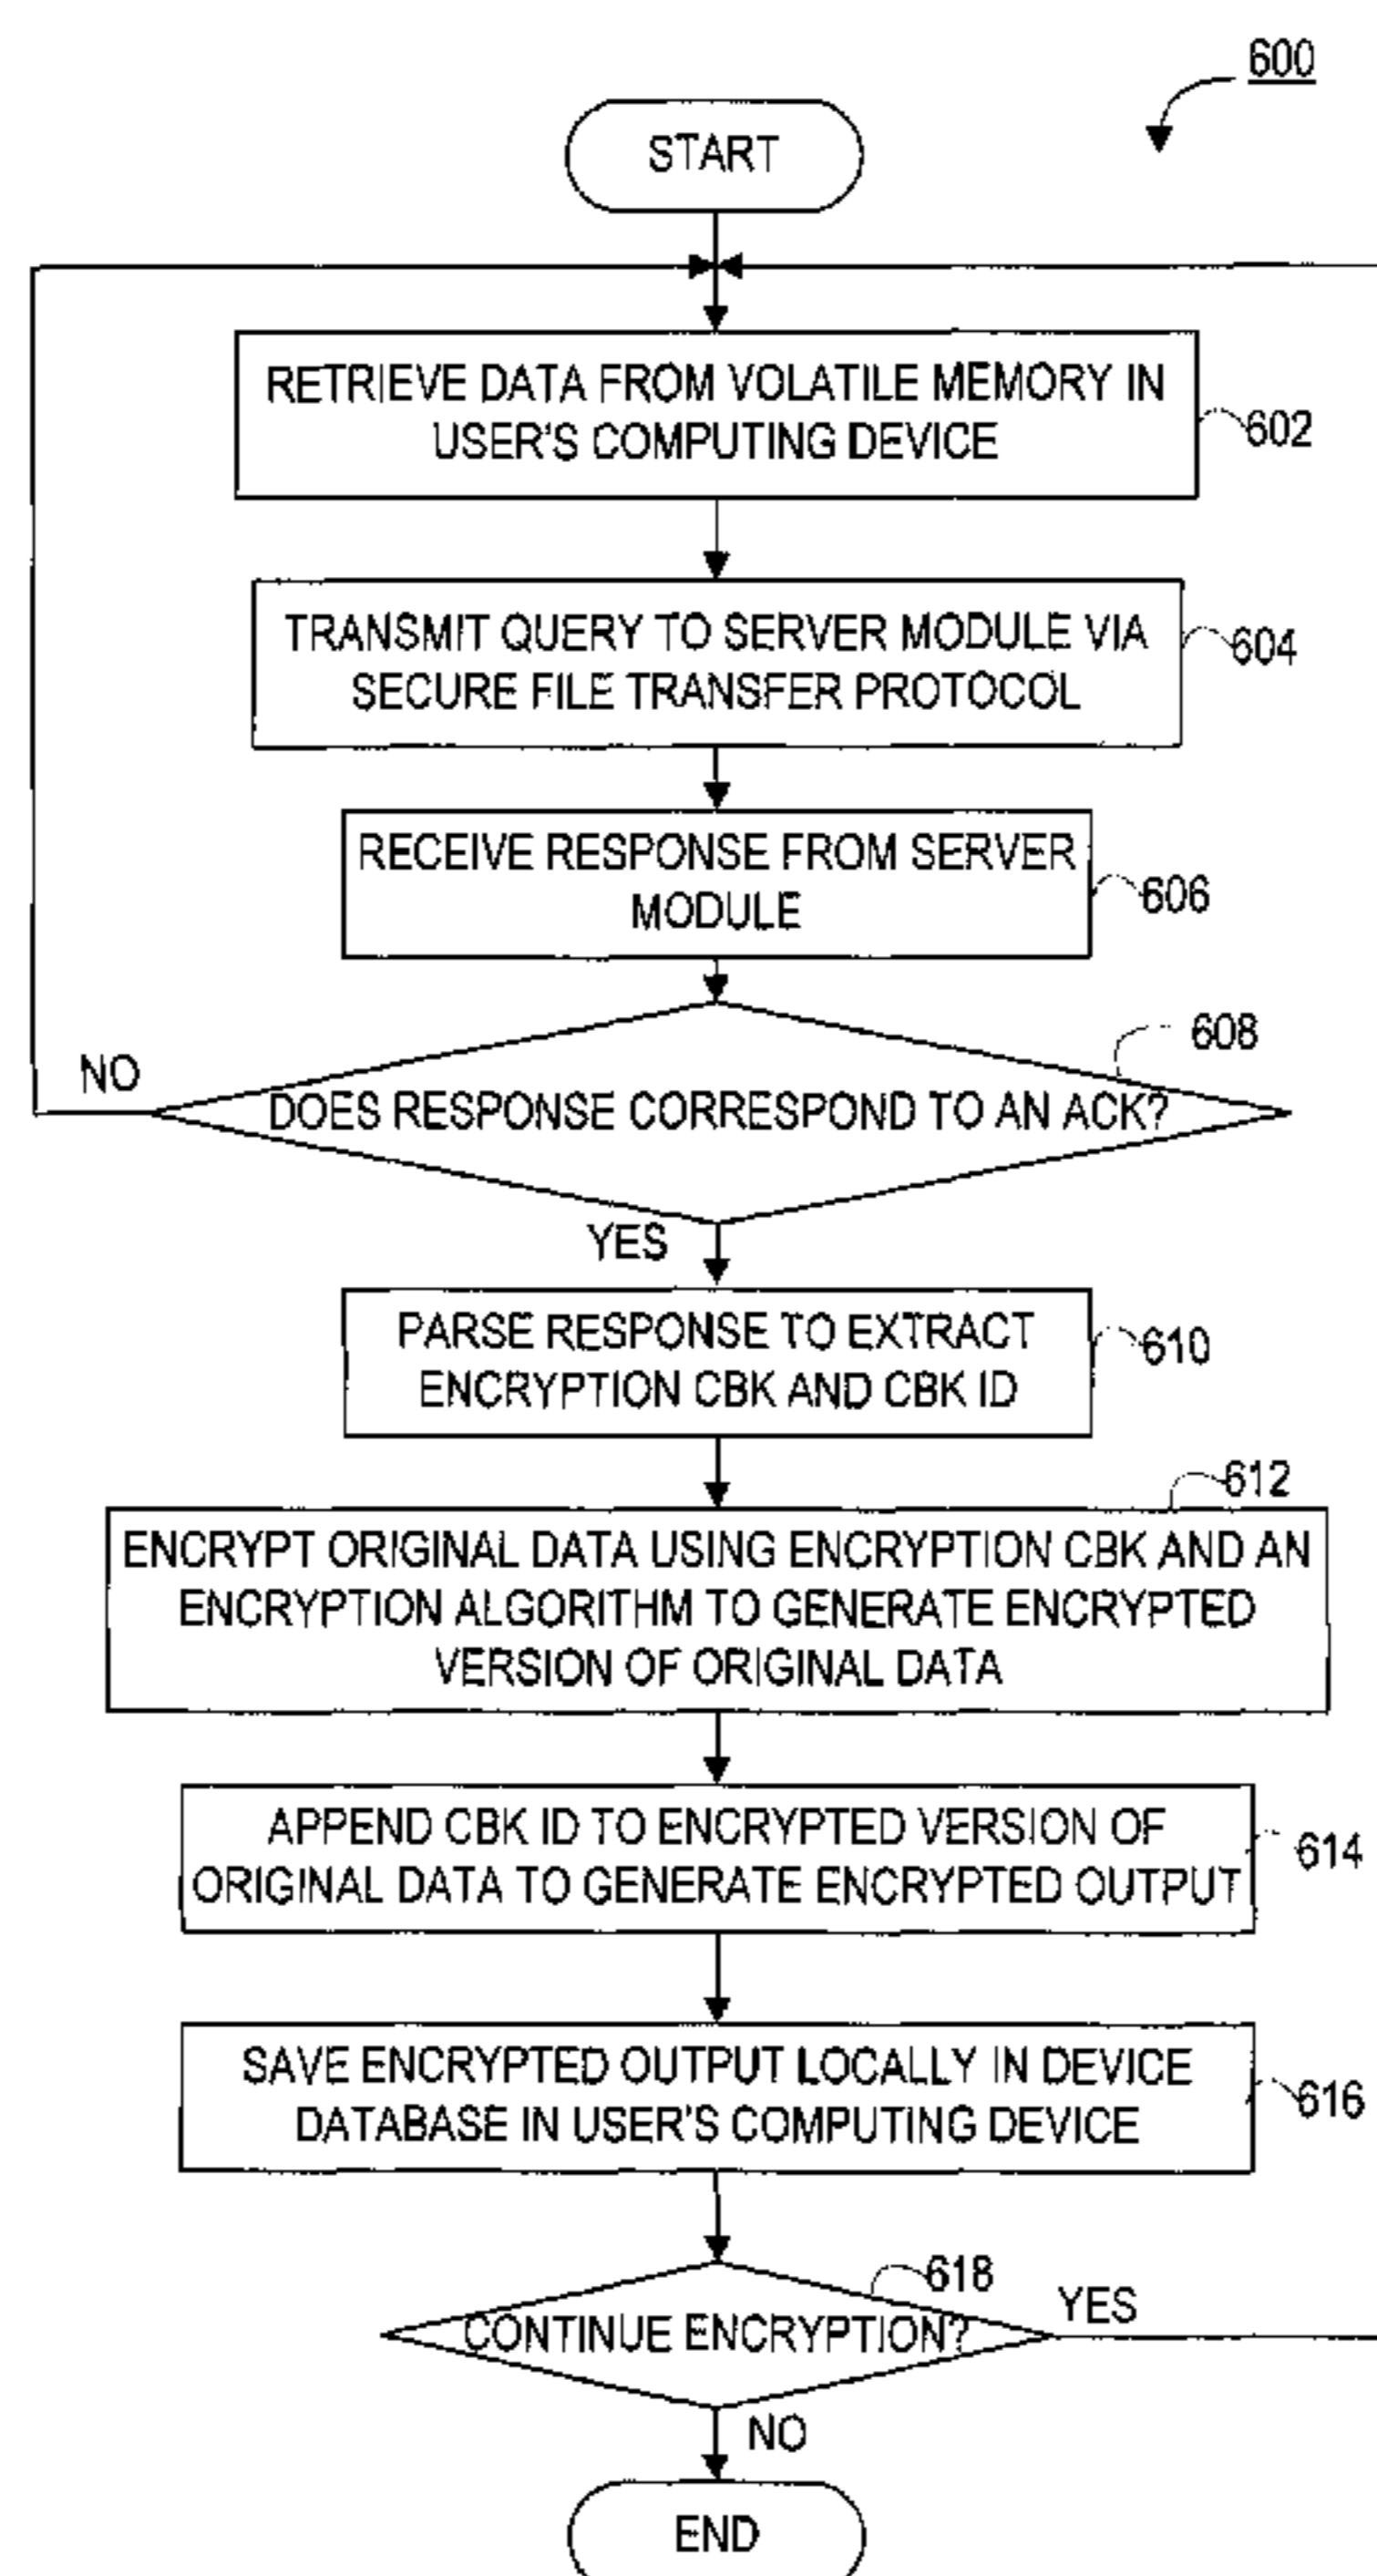 600
START
RETRIEVE DATA FROM VOLATILE MEMORY IN
USER'S COMPUTING DEVICE
602
TRANSMIT QUERY TO SERVER MODULE VIA
SECURE FILE TRANSFER PROTOCOL
604
RECEIVE RESPONSE FROM SERVER
MODULE
606
608
NO
DOES RESPONSE CORRESPOND TO AN ACK?
YES
PARSE RESPONSE TO EXTRACT
ENCRYPTION CBK AND CBK ID
610
612
ENCRYPT ORIGINAL DATA USING ENCRYPTION CBK AND AN
ENCRYPTION ALGORITHM TO GENERATE ENCRYPTED
VERSION OF ORIGINAL DATA
APPEND CBK ID TO ENCRYPTED VERSION OF
ORIGINAL DATA TO GENERATE ENCRYPTED OUTPUT
614
SAVE ENCRYPTED OUTPUT LOCALLY IN DEVICE
DATABASE IN USER'S COMPUTING DEVICE
616
618
YES
CONTINUE ENCRYPTION?
NO
END